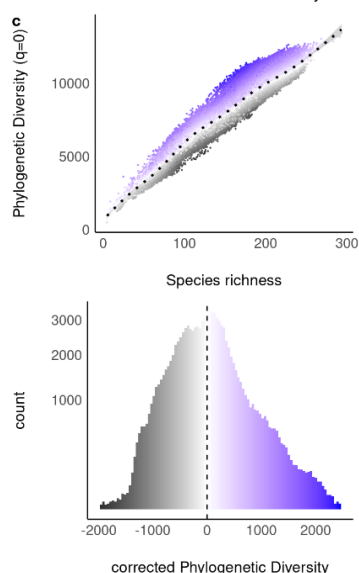 c
Phylogenetic Diversity (q=0)
10000
5000
0
0 100 200 300
Species richness
3000
2000
1000
count
-2000 -1000 0 1000 2000
corrected Phylogenetic Diversity